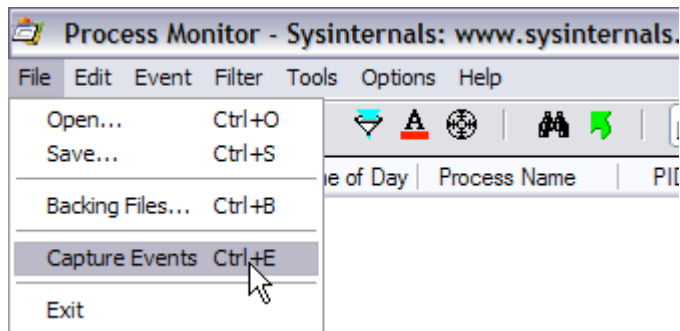 Process Monitor - Sysinternals: www.sysinternals.
File Edit Event Filter Tools Options Help
Open... Ctrl+O
Save... Ctrl+S
Time of Day Process Name PID
Backing Files... Ctrl+B
Capture Events Ctrl+E
Exit